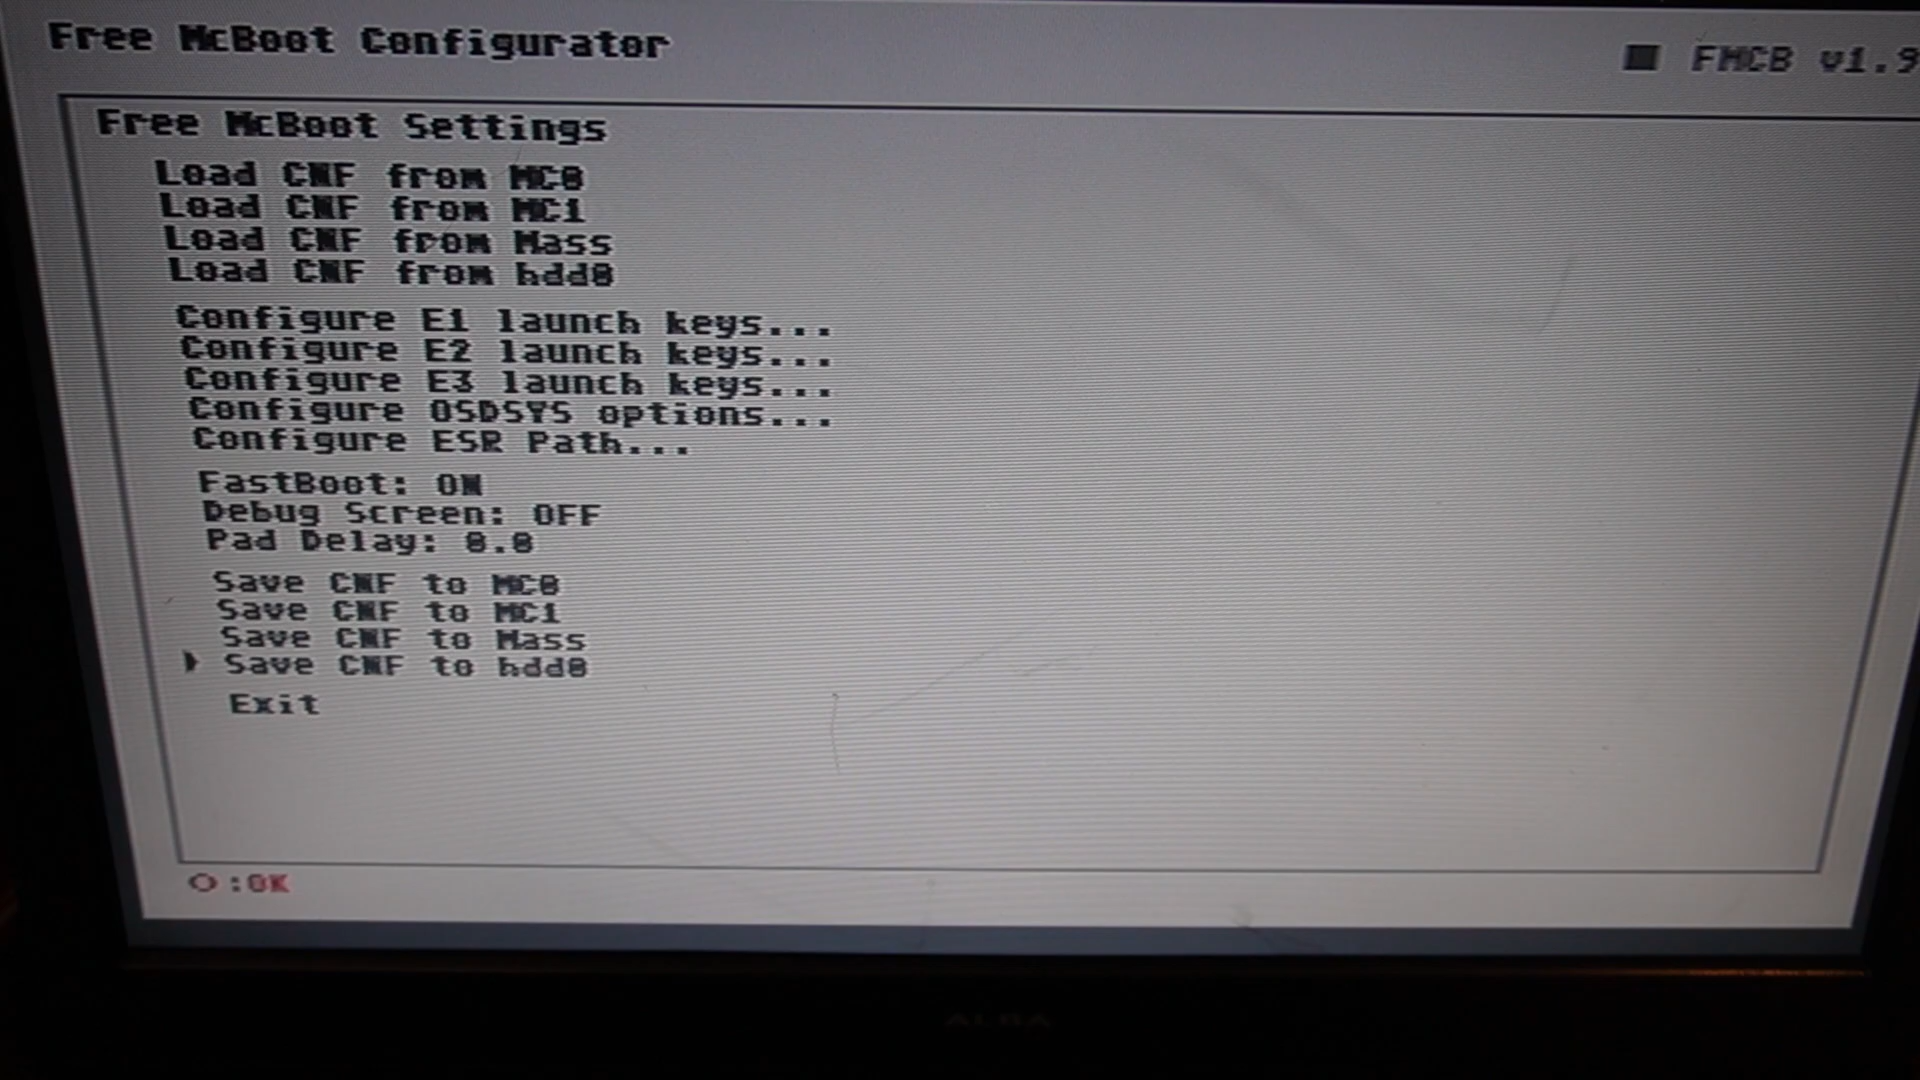 Free McBoot Configurator
FMCB v1.9
Free McBoot Settings
Load CNF from MC0
Load CNF from MC1
Load CNF from Mass
Load CNF from hdd0
Configure E1 launch keys...
Configure E2 launch keys...
Configure E3 launch keys...
Configure OSDSYS options...
Configure ESR Path...
FastBoot: ON
Debug Screen: OFF
Pad Delay: 0.0
Save CNF to MC0
Save CNF to MC1
Save CNF to Mass
Save CNF to hdd0
Exit
O:OK
ALBA